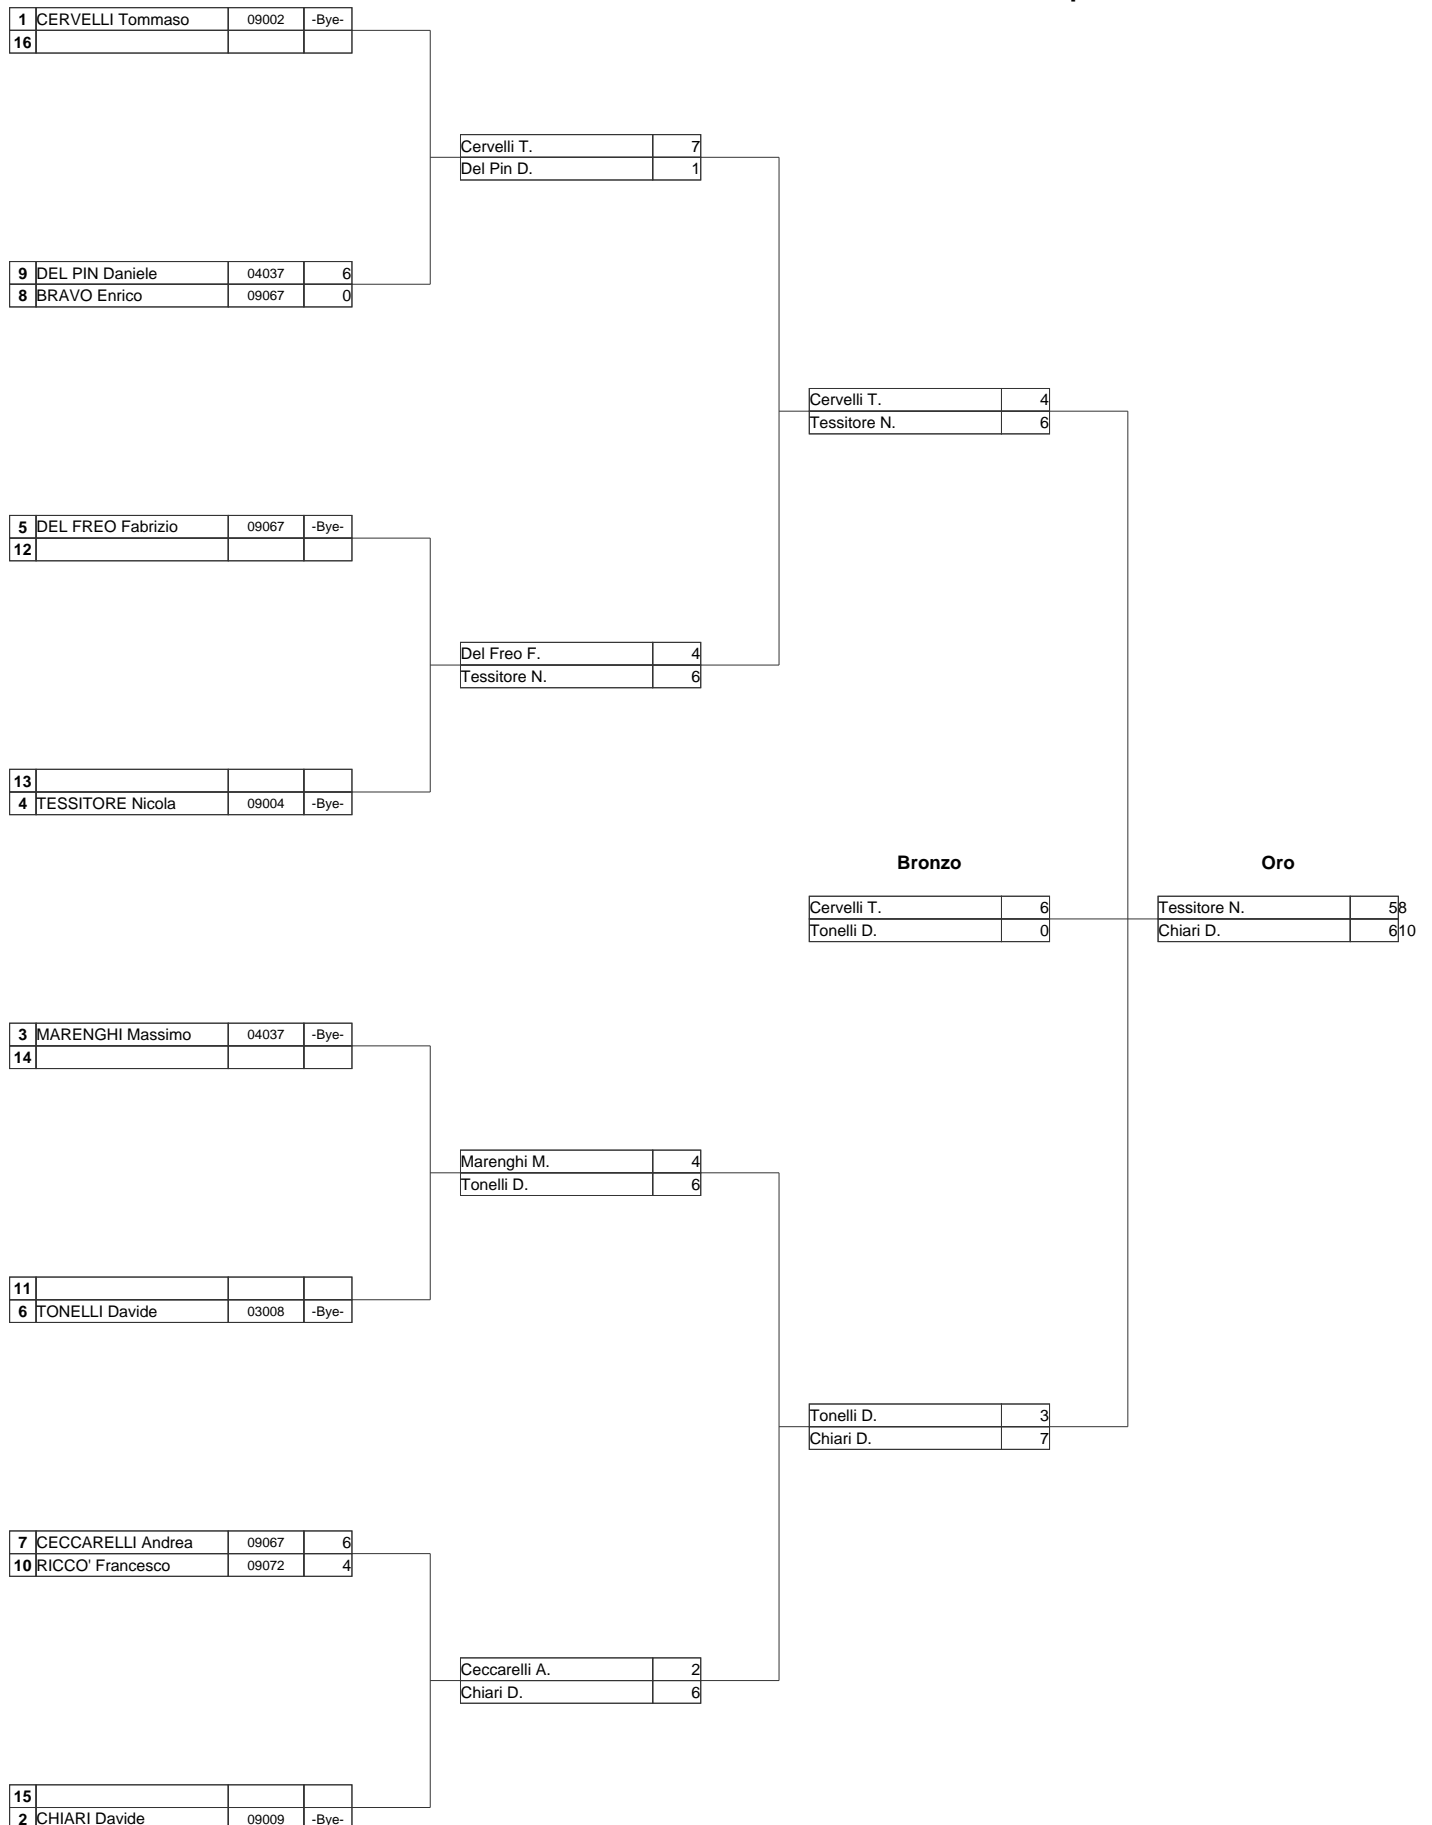 1 CERVELLI Tommaso 09002 -Bye-
16
Cervelli T. 7
Del Pin D. 1
9 DEL PIN Daniele 04037 6
8 BRAVO Enrico 09067 0
Cervelli T. 4
Tessitore N. 6
5 DEL FREO Fabrizio 09067 -Bye-
12
Del Freo F. 4
Tessitore N. 6
13
4 TESSITORE Nicola 09004 -Bye-
Bronzo Oro
Cervelli T. 6 Tessitore N. 5 8
Tonelli D. 0 Chiari D. 6 10
3 MARENGHI Massimo 04037 -Bye-
14
Marenghi M. 4
Tonelli D. 6
11
6 TONELLI Davide 03008 -Bye-
Tonelli D. 3
Chiari D. 7
7 CECCARELLI Andrea 09067 6
10 RICCO' Francesco 09072 4
Ceccarelli A. 2
Chiari D. 6
15
2 CHIARI Davide 09009 -Bye-